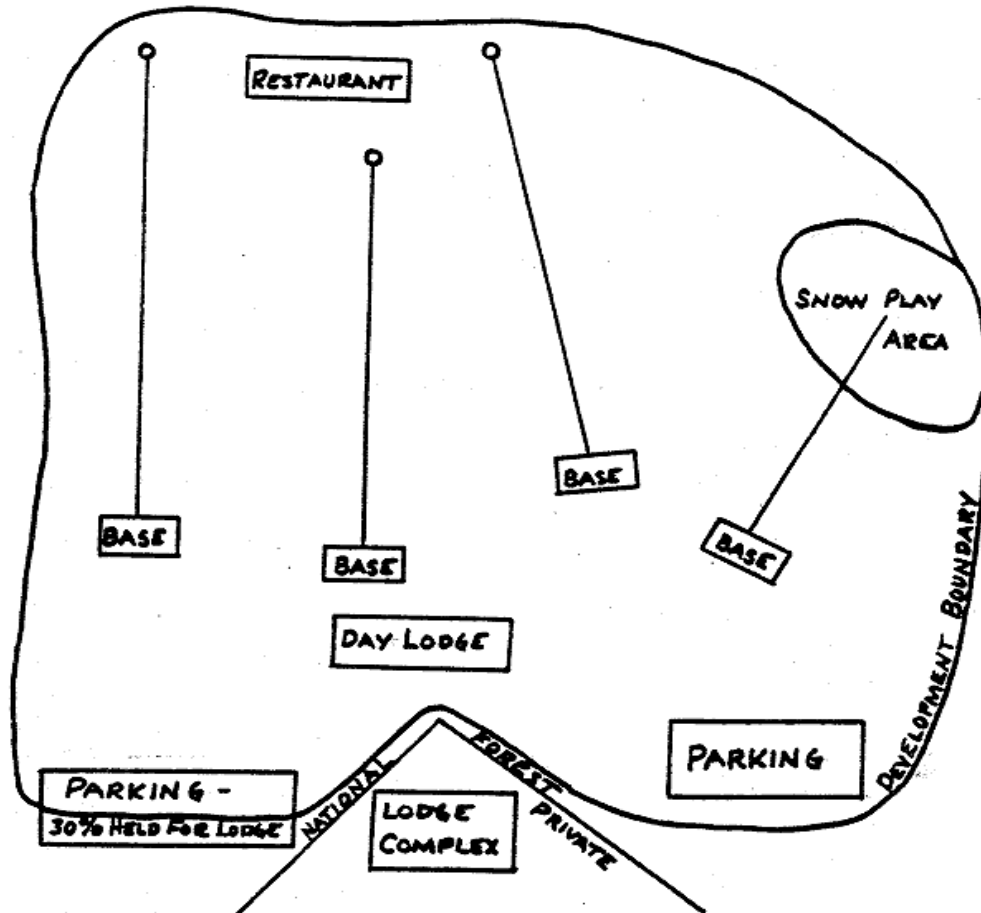 RESTAURANT
SNOW PLAY
AREA
BASE
BASE
BASE
BASE
DAY LODGE
DEVELOPMENT BOUNDARY
PARKING
PARKING -
30% HELD FOR LODGE
NATIONAL
FOREST
PRIVATE
LODGE
COMPLEX